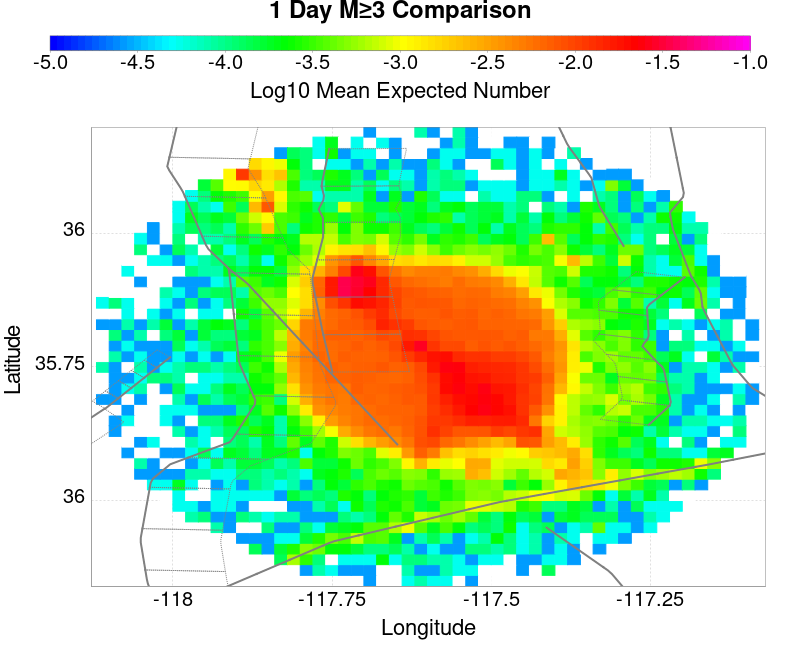 1 Day M≥3 Comparison
-5.0 -4.5 -4.0 -3.5 -3.0 -2.5 -2.0 -1.5 -1.0
Log10 Mean Expected Number
36
35.75
36
Latitude
-118 -117.75 -117.5 -117.25
Longitude